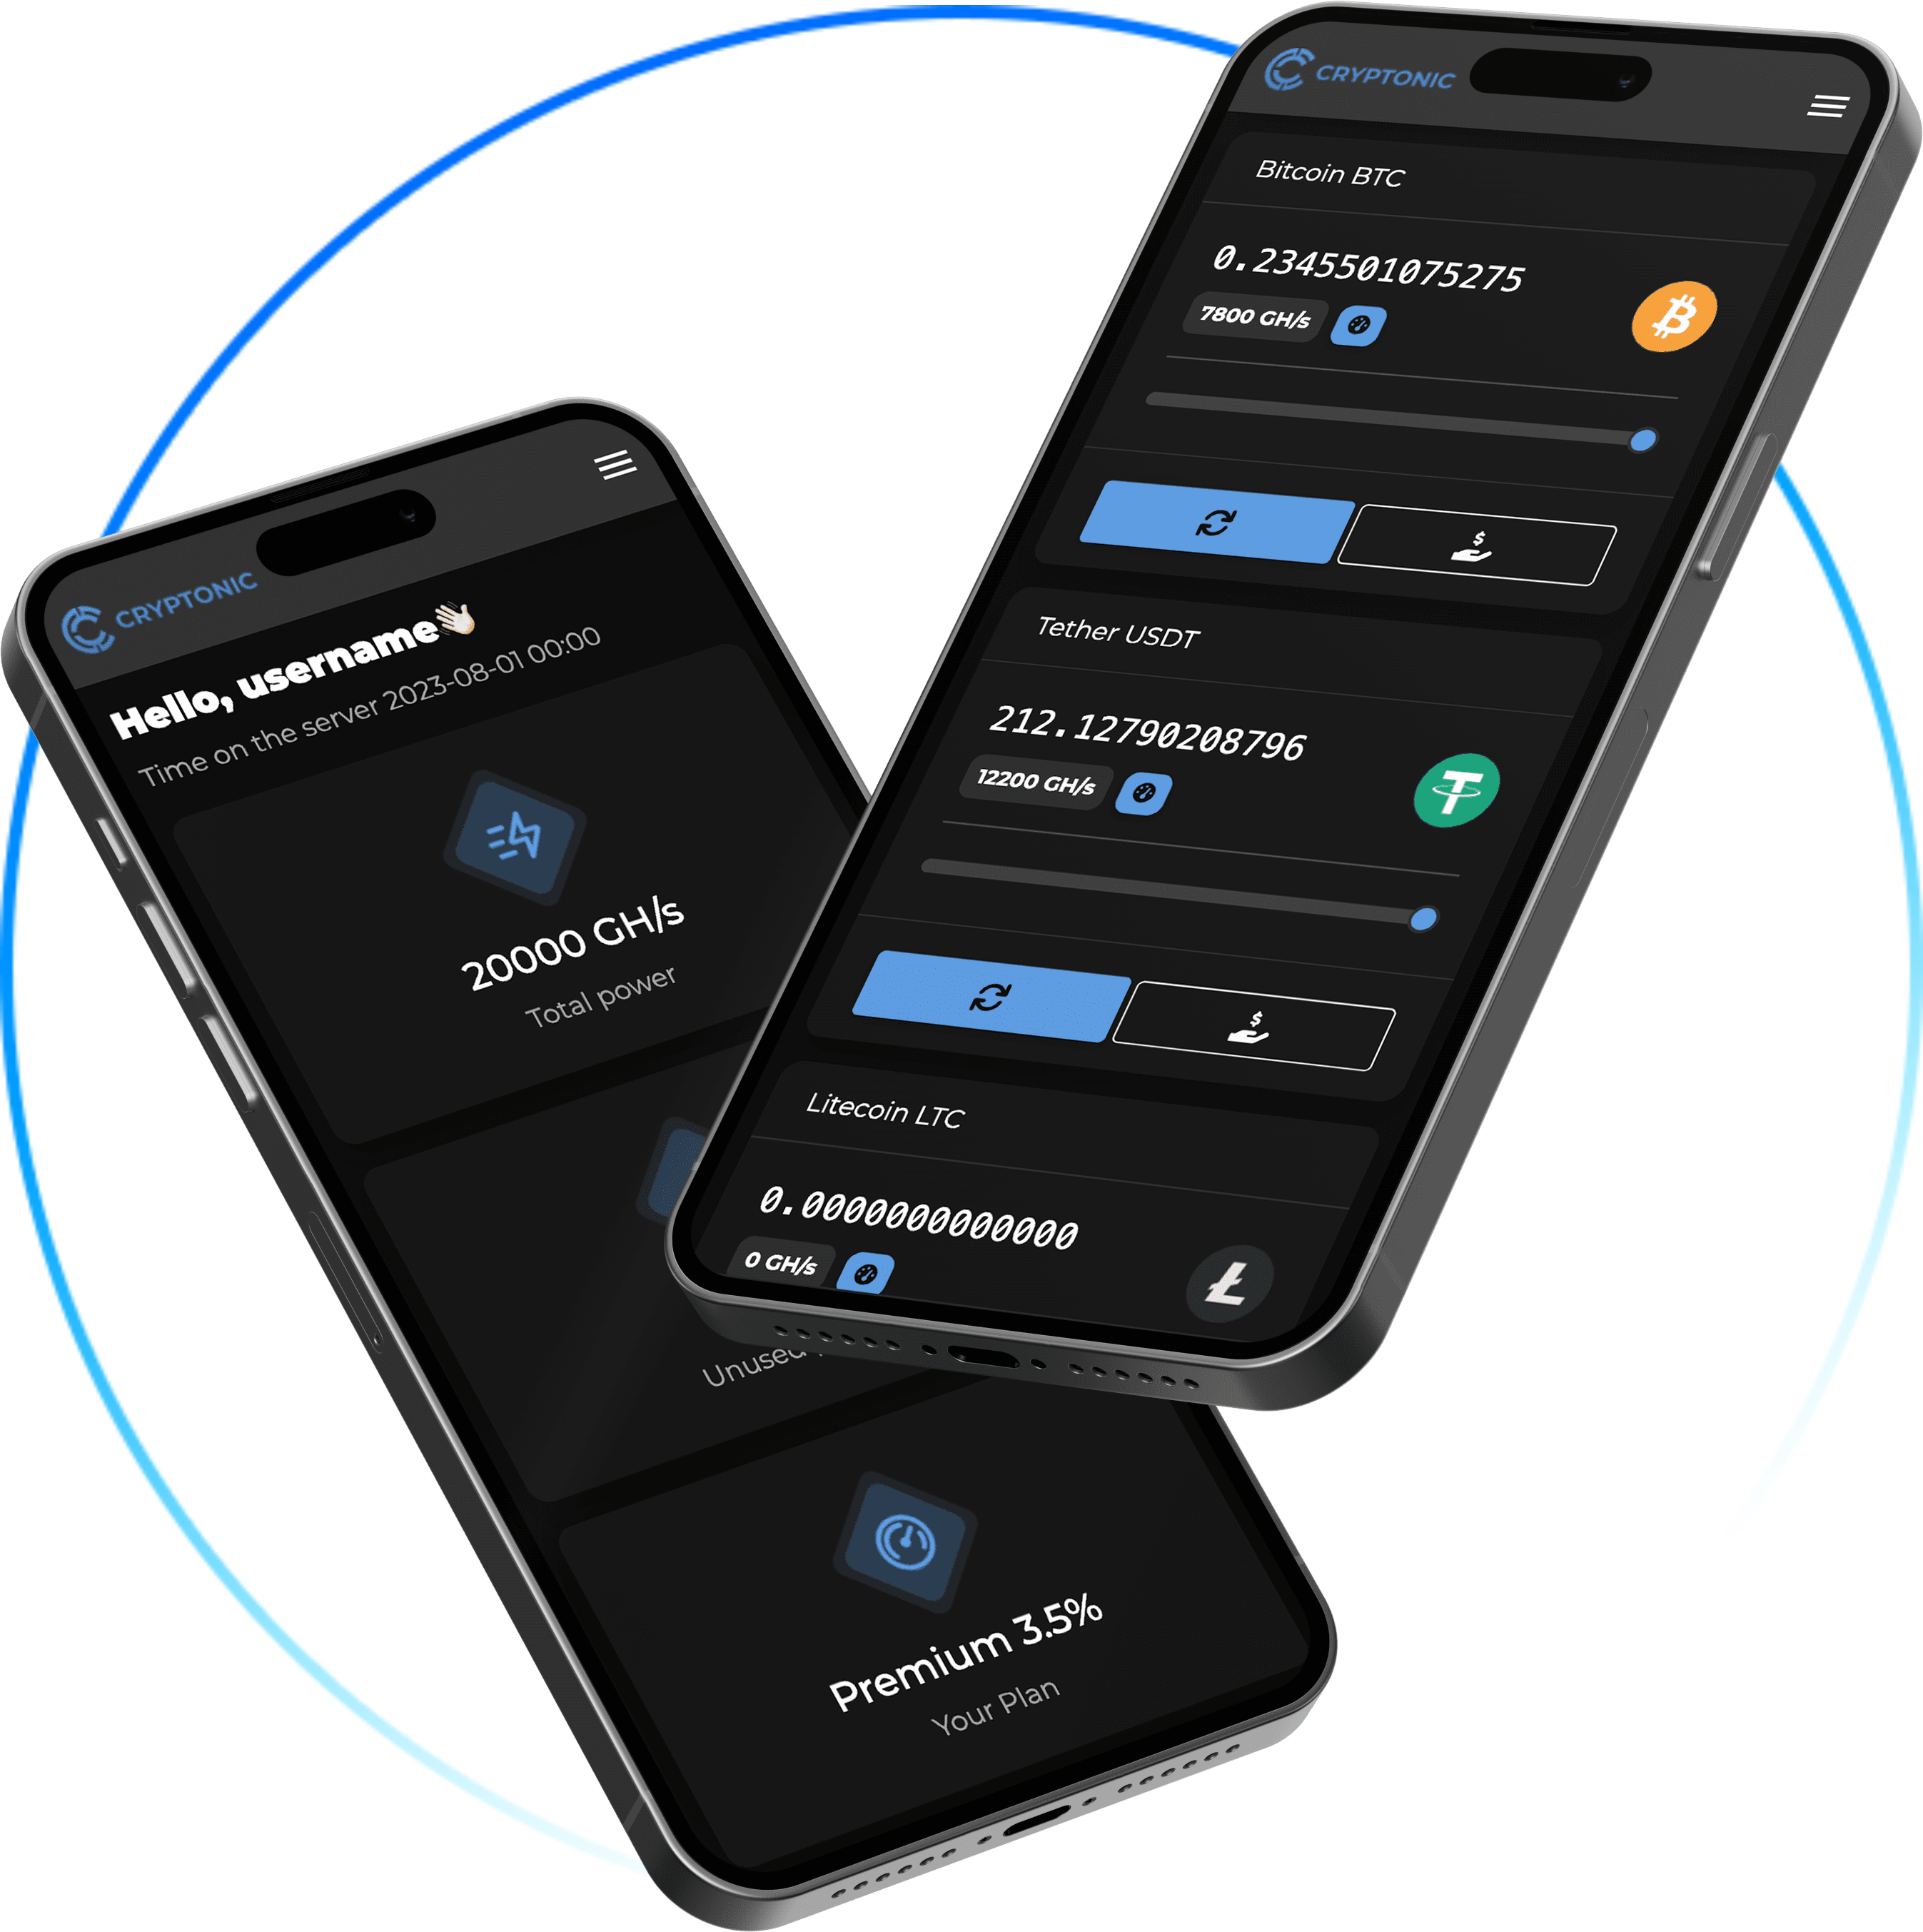 CRYPTONIC
Hello, username👋
Time on the server 2023-08-01 00:00
20000 GH/s
Total power
Unused
Premium 3.5%
Your Plan
CRYPTONIC
Bitcoin BTC
0.2345501075275
7800 GH/s
Tether USDT
212.12790208796
12200 GH/s
Litecoin LTC
0.0000000000000
0 GH/s